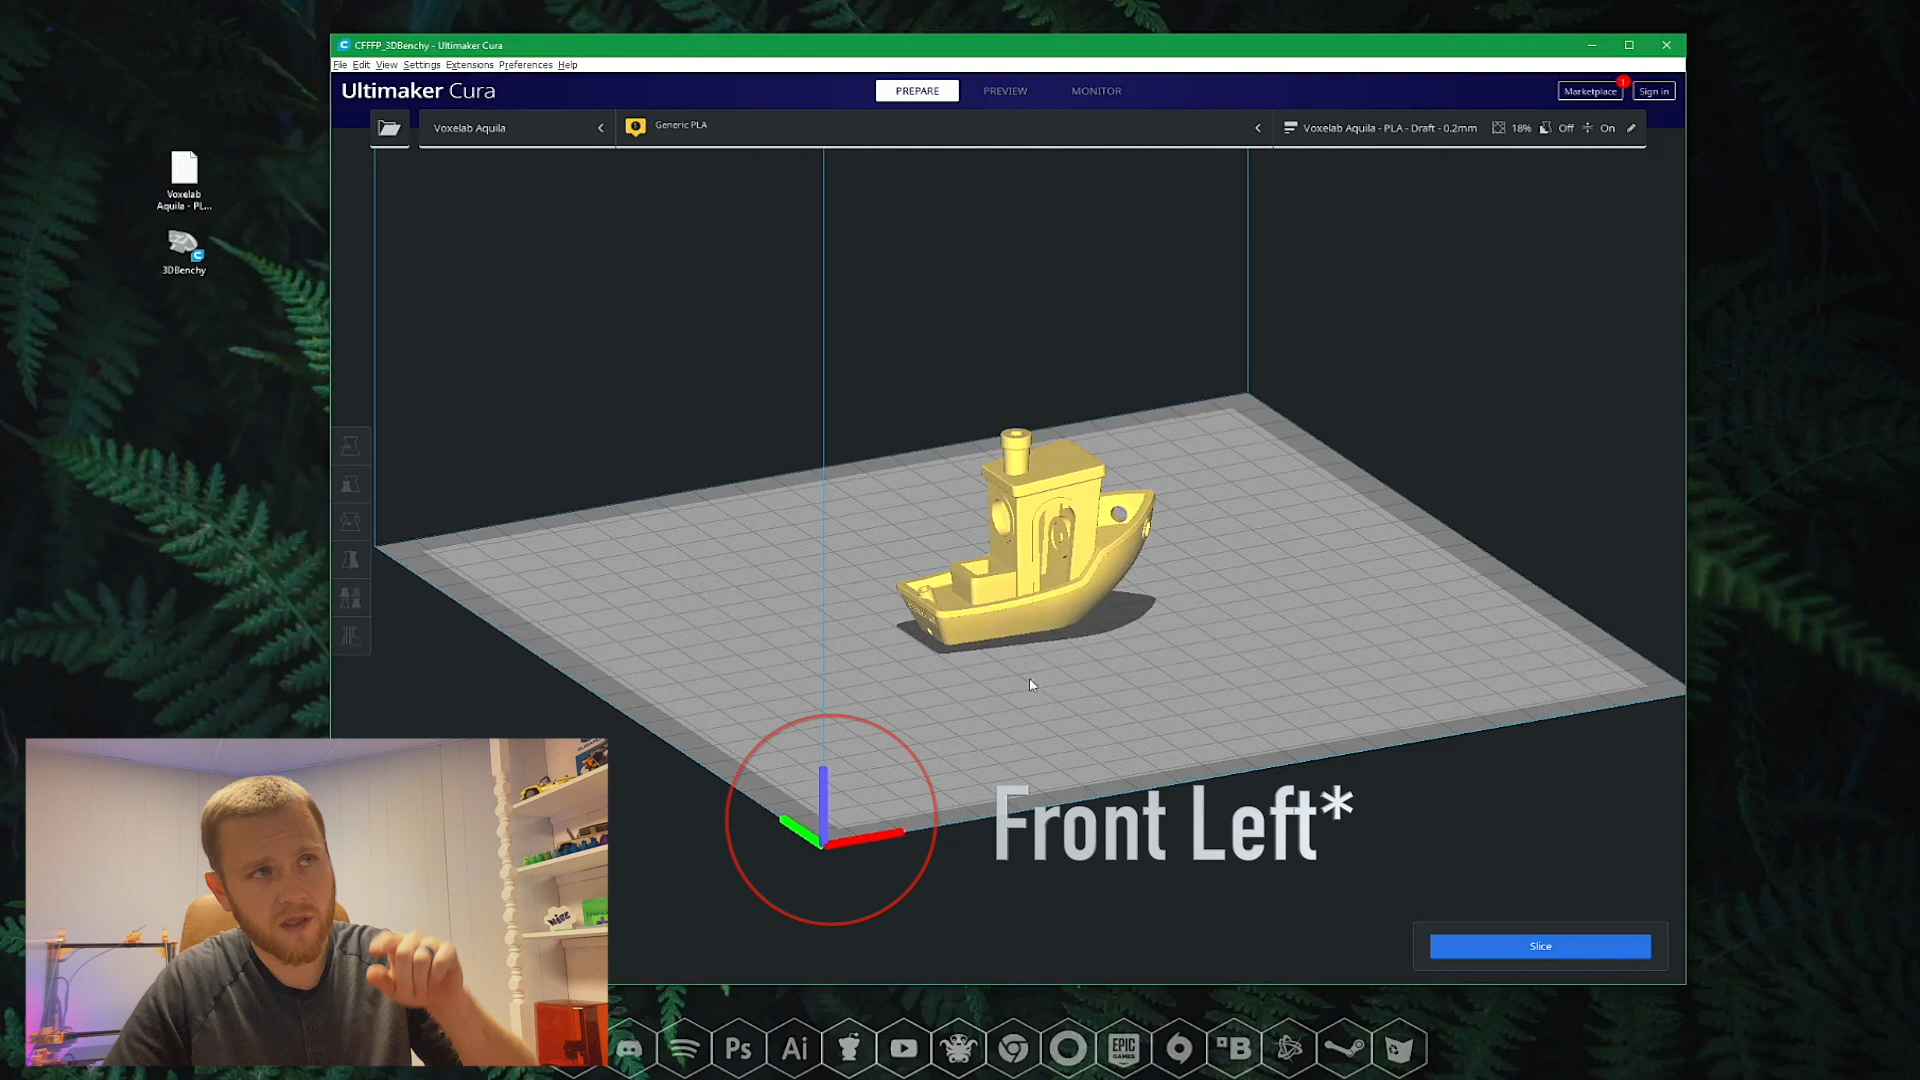 CFFFP_3DBenchy - Ultimaker Cura
File Edit View Settings Extensions Preferences Help
Ultimaker Cura
PREPARE
PREVIEW
MONITOR
Marketplace
1
Sign in
Voxelab Aquila
Generic PLA
Voxelab Aquila - PLA - Draft - 0.2mm
18%
Off
On
Voxelab
Aquila - PL...
3DBenchy
Front Left*
Slice
Ps
Ai
EPIC
GAMES
B